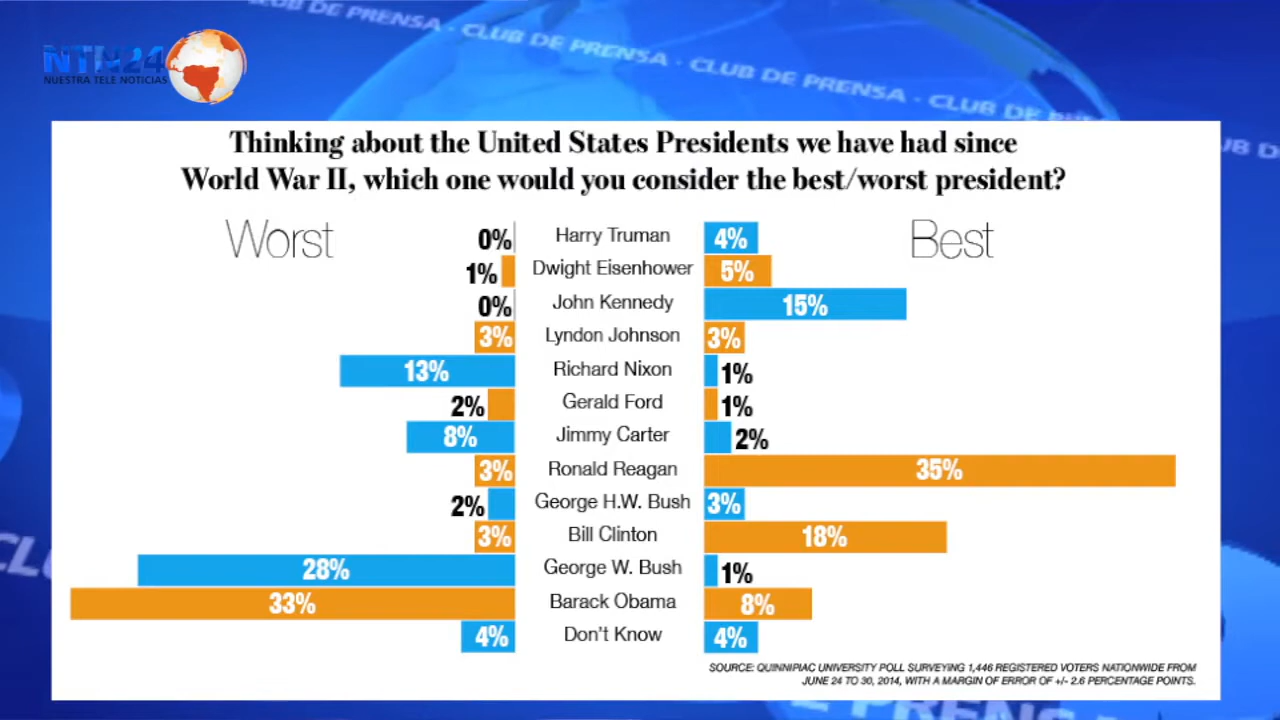 CLUB DE PRENSA · CLUB DE PRENSA · CLUB DE PRENSA · CLUB DE
NTN24
NUESTRA TELE NOTICIAS
Thinking about the United States Presidents we have had since
World War II, which one would you consider the best/worst president?
Worst
Best
0% Harry Truman 4%
1% Dwight Eisenhower 5%
0% John Kennedy 15%
3% Lyndon Johnson 3%
13% Richard Nixon 1%
2% Gerald Ford 1%
8% Jimmy Carter 2%
3% Ronald Reagan 35%
2% George H.W. Bush 3%
3% Bill Clinton 18%
28% George W. Bush 1%
33% Barack Obama 8%
4% Don't Know 4%
SOURCE: QUINNIPIAC UNIVERSITY POLL SURVEYING 1,446 REGISTERED VOTERS NATIONWIDE FROM
JUNE 24 TO 30, 2014, WITH A MARGIN OF ERROR OF +/- 2.6 PERCENTAGE POINTS.